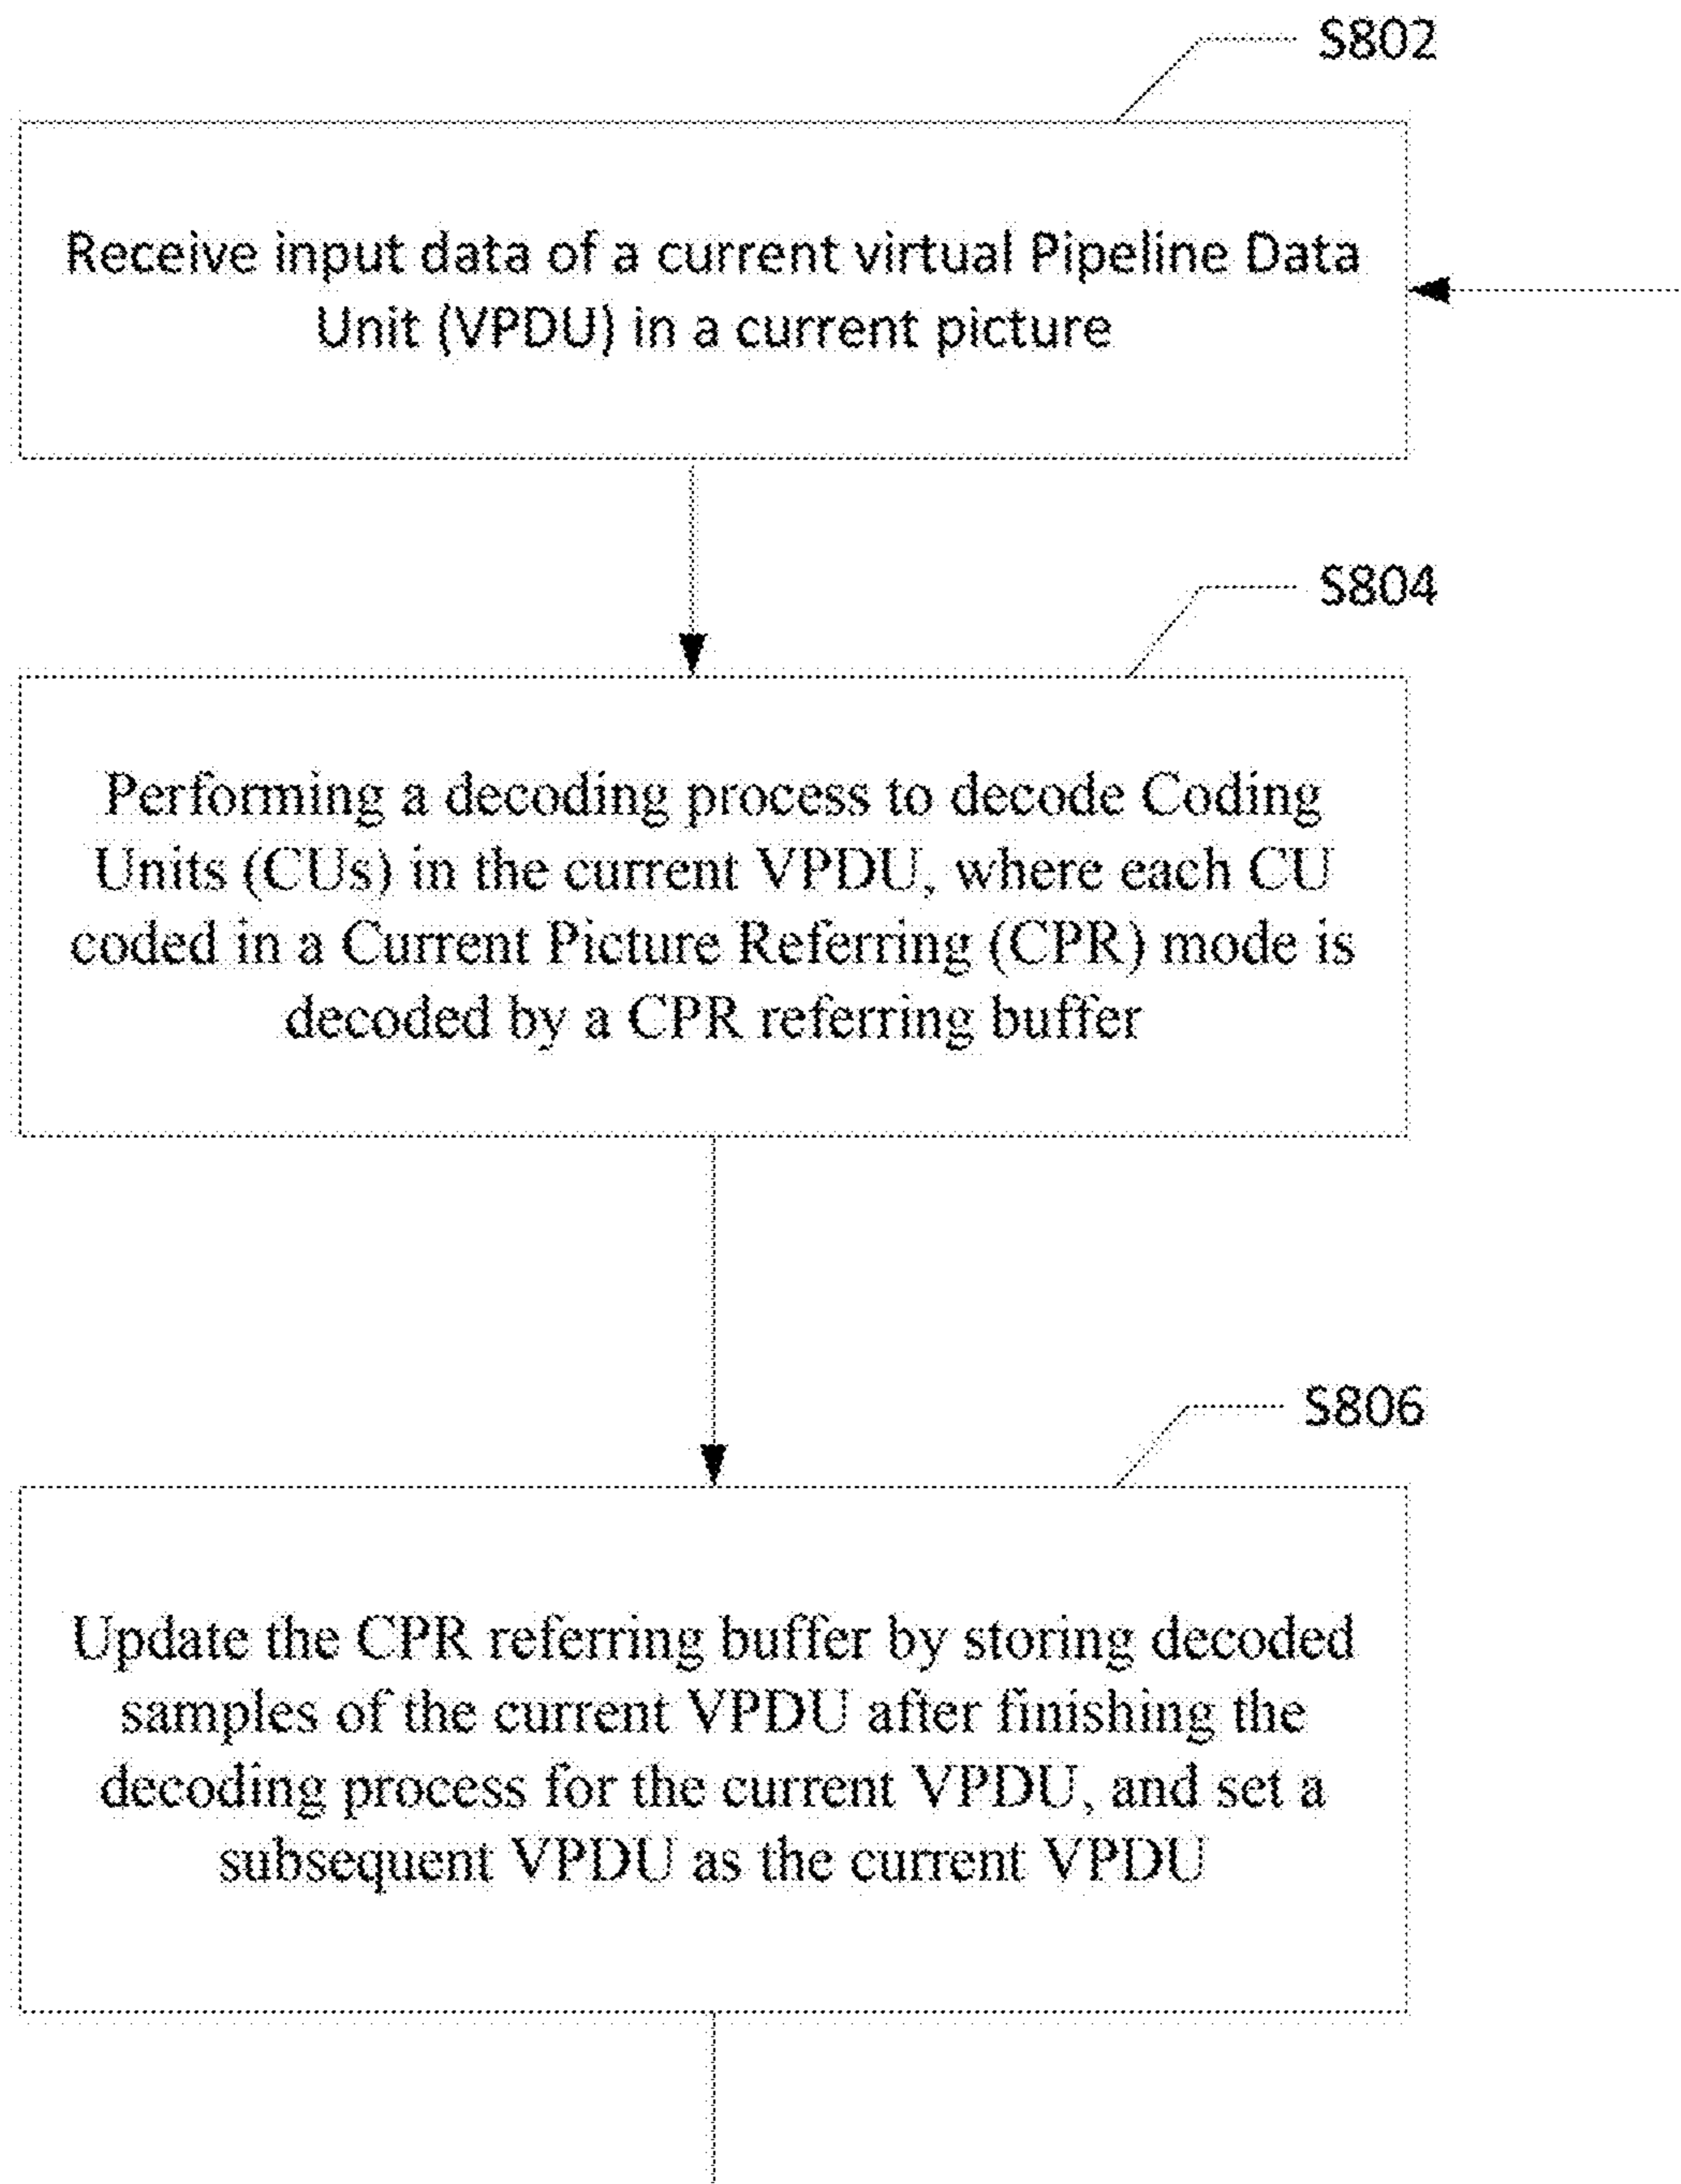 S802
Receive input data of a current virtual Pipeline Data
Unit (VPDU) in a current picture
S804
Performing a decoding process to decode Coding
Units (CUs) in the current VPDU, where each CU
coded in a Current Picture Referring (CPR) mode is
decoded by a CPR referring buffer
S806
Update the CPR referring buffer by storing decoded
samples of the current VPDU after finishing the
decoding process for the current VPDU, and set a
subsequent VPDU as the current VPDU